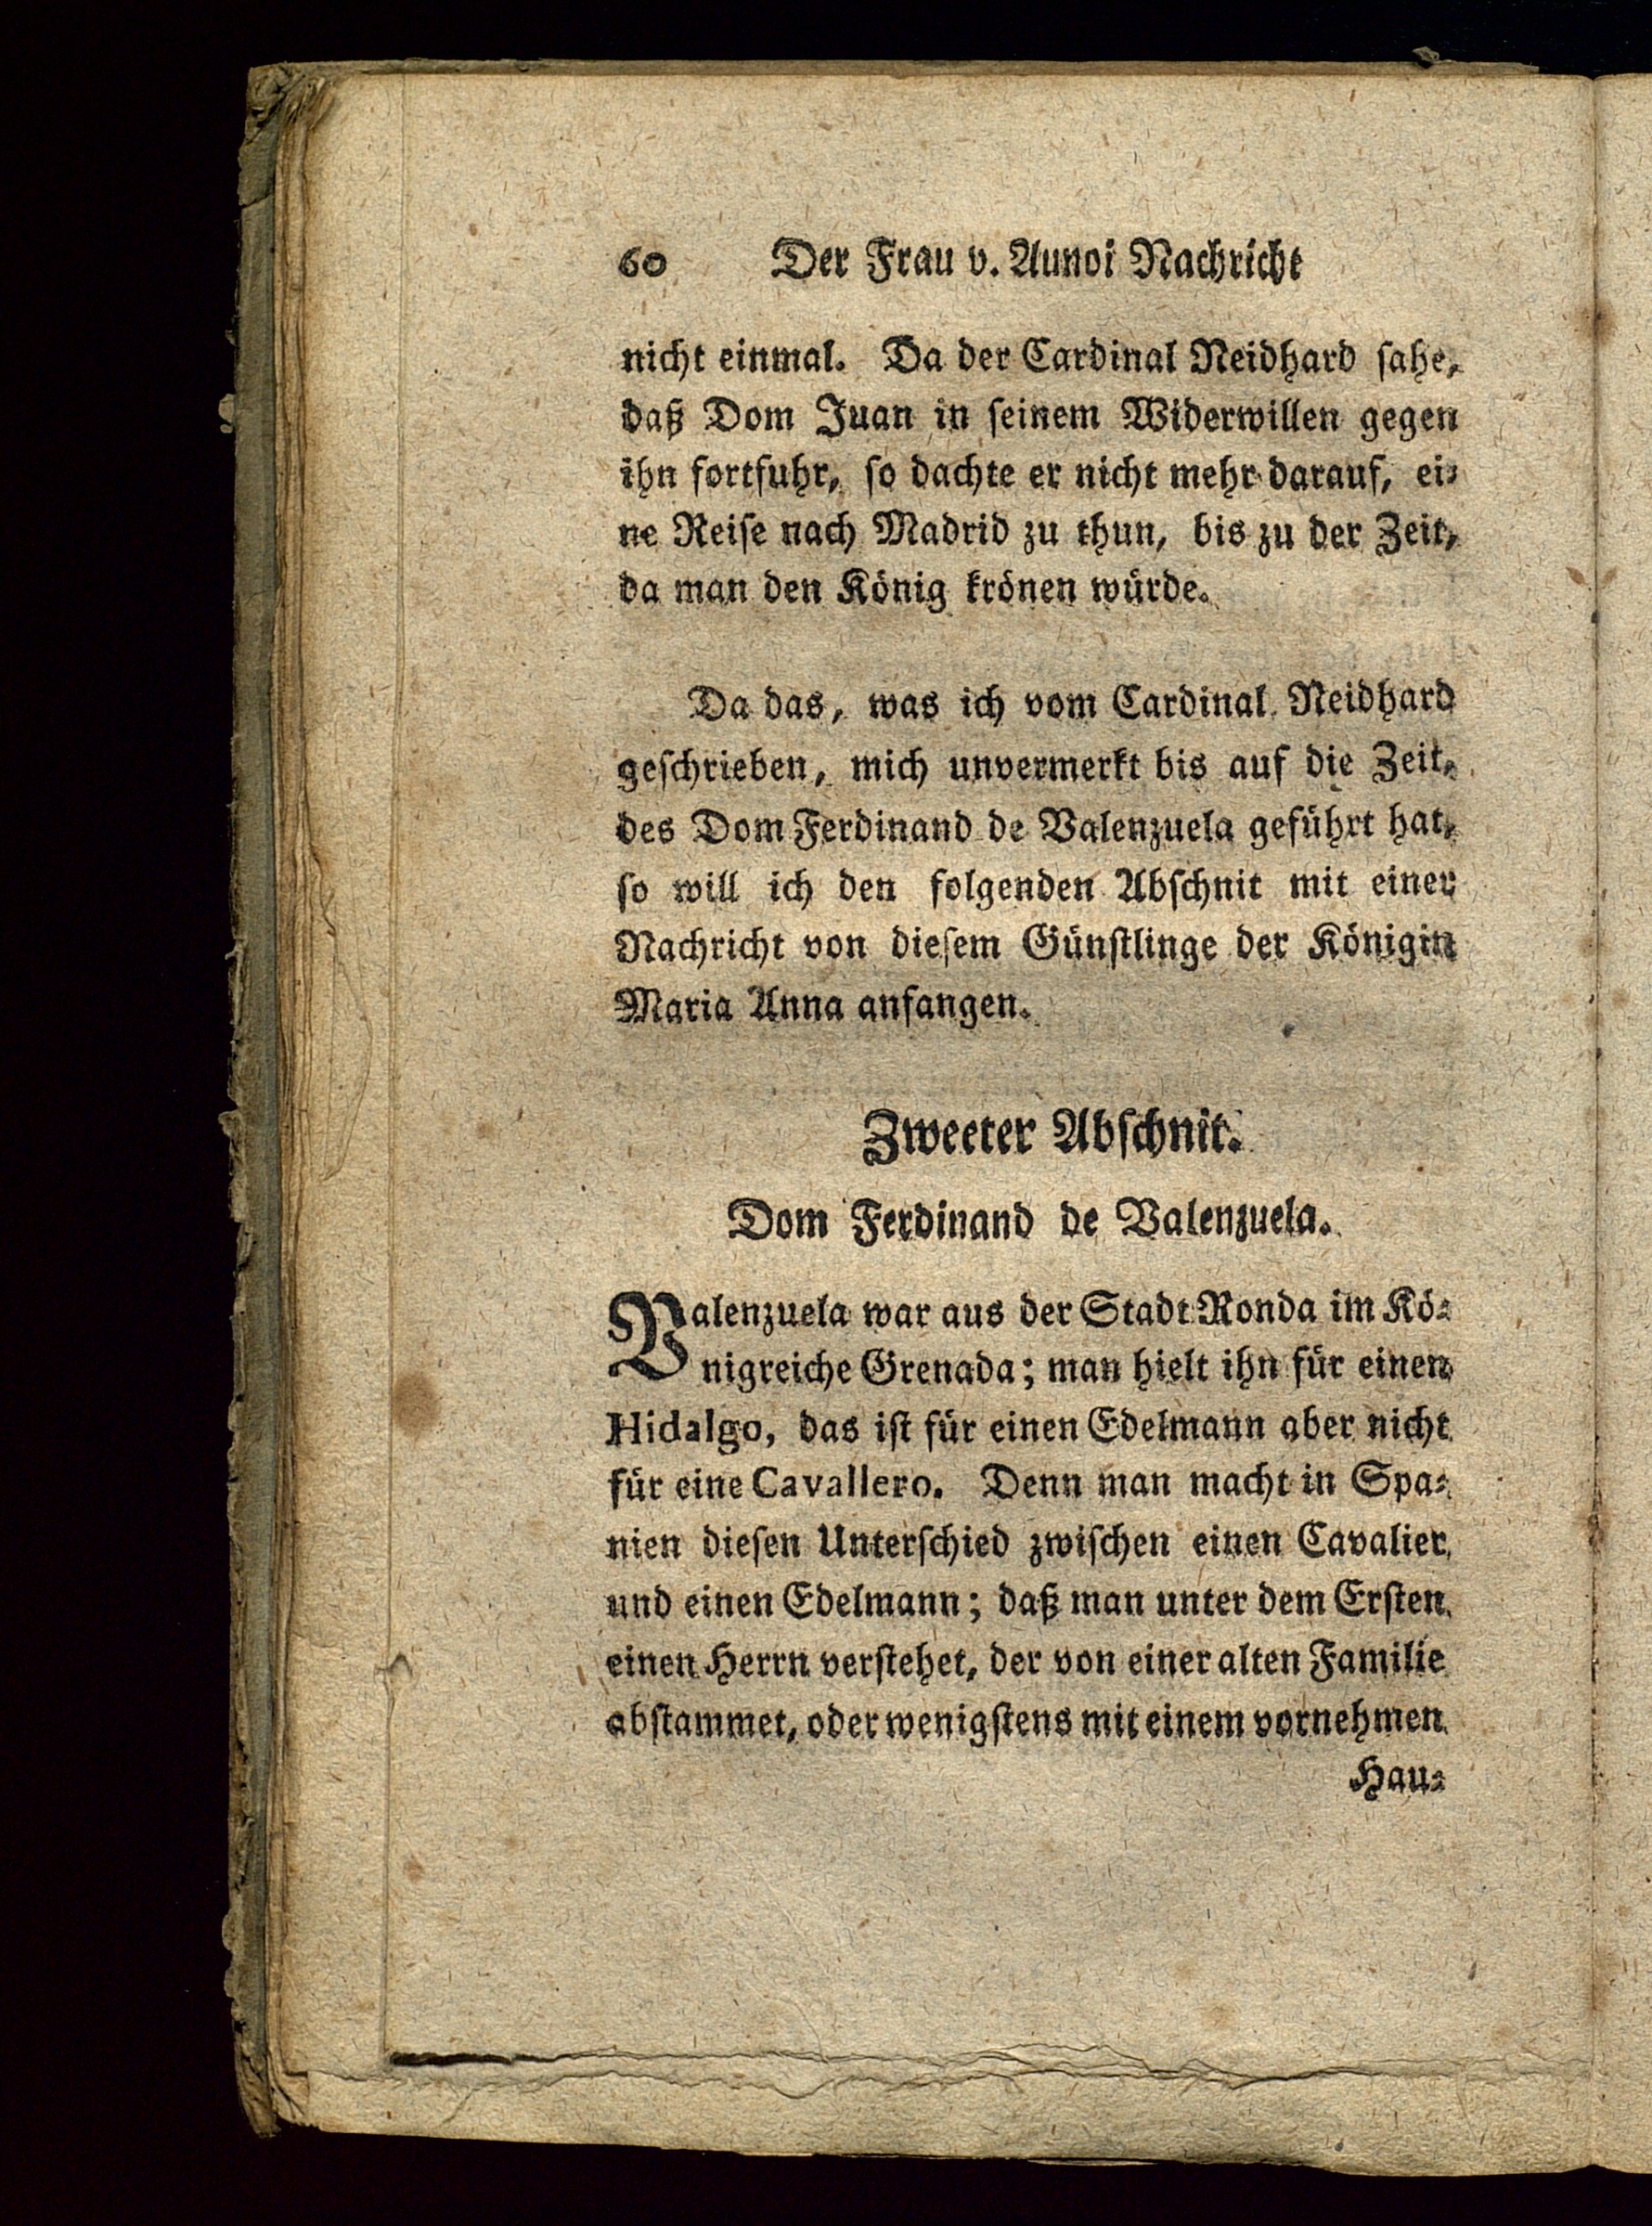 60 Der Frau v. Aunoi Nachricht
nicht einmal. Da der Cardinal Neidhard sahe,
daß Dom Juan in seinem Widerwillen gegen
ihn fortfuhr, so dachte er nicht mehr darauf, ei-
ne Reise nach Madrid zu thun, bis zu der Zeit,
da man den König krönen würde.
Da das, was ich vom Cardinal Neidhard
geschrieben, mich unvermerkt bis auf die Zeit,
des Dom Ferdinand de Valenzuela geführt hat,
so will ich den folgenden Abschnit mit einer
Nachricht von diesem Günstlinge der Königin
Maria Anna anfangen.
Zweeter Abschnit.
Dom Ferdinand de Valenzuela.
Valenzuela war aus der Stadt Ronda im Kö-
nigreiche Grenada; man hielt ihn für einen
Hidalgo, das ist für einen Edelmann aber nicht
für eine Cavallero. Denn man macht in Spa-
nien diesen Unterschied zwischen einen Cavalier
und einen Edelmann; daß man unter dem Ersten
einen Herrn verstehet, der von einer alten Familie
abstammet, oder wenigstens mit einem vornehmen
Hau-